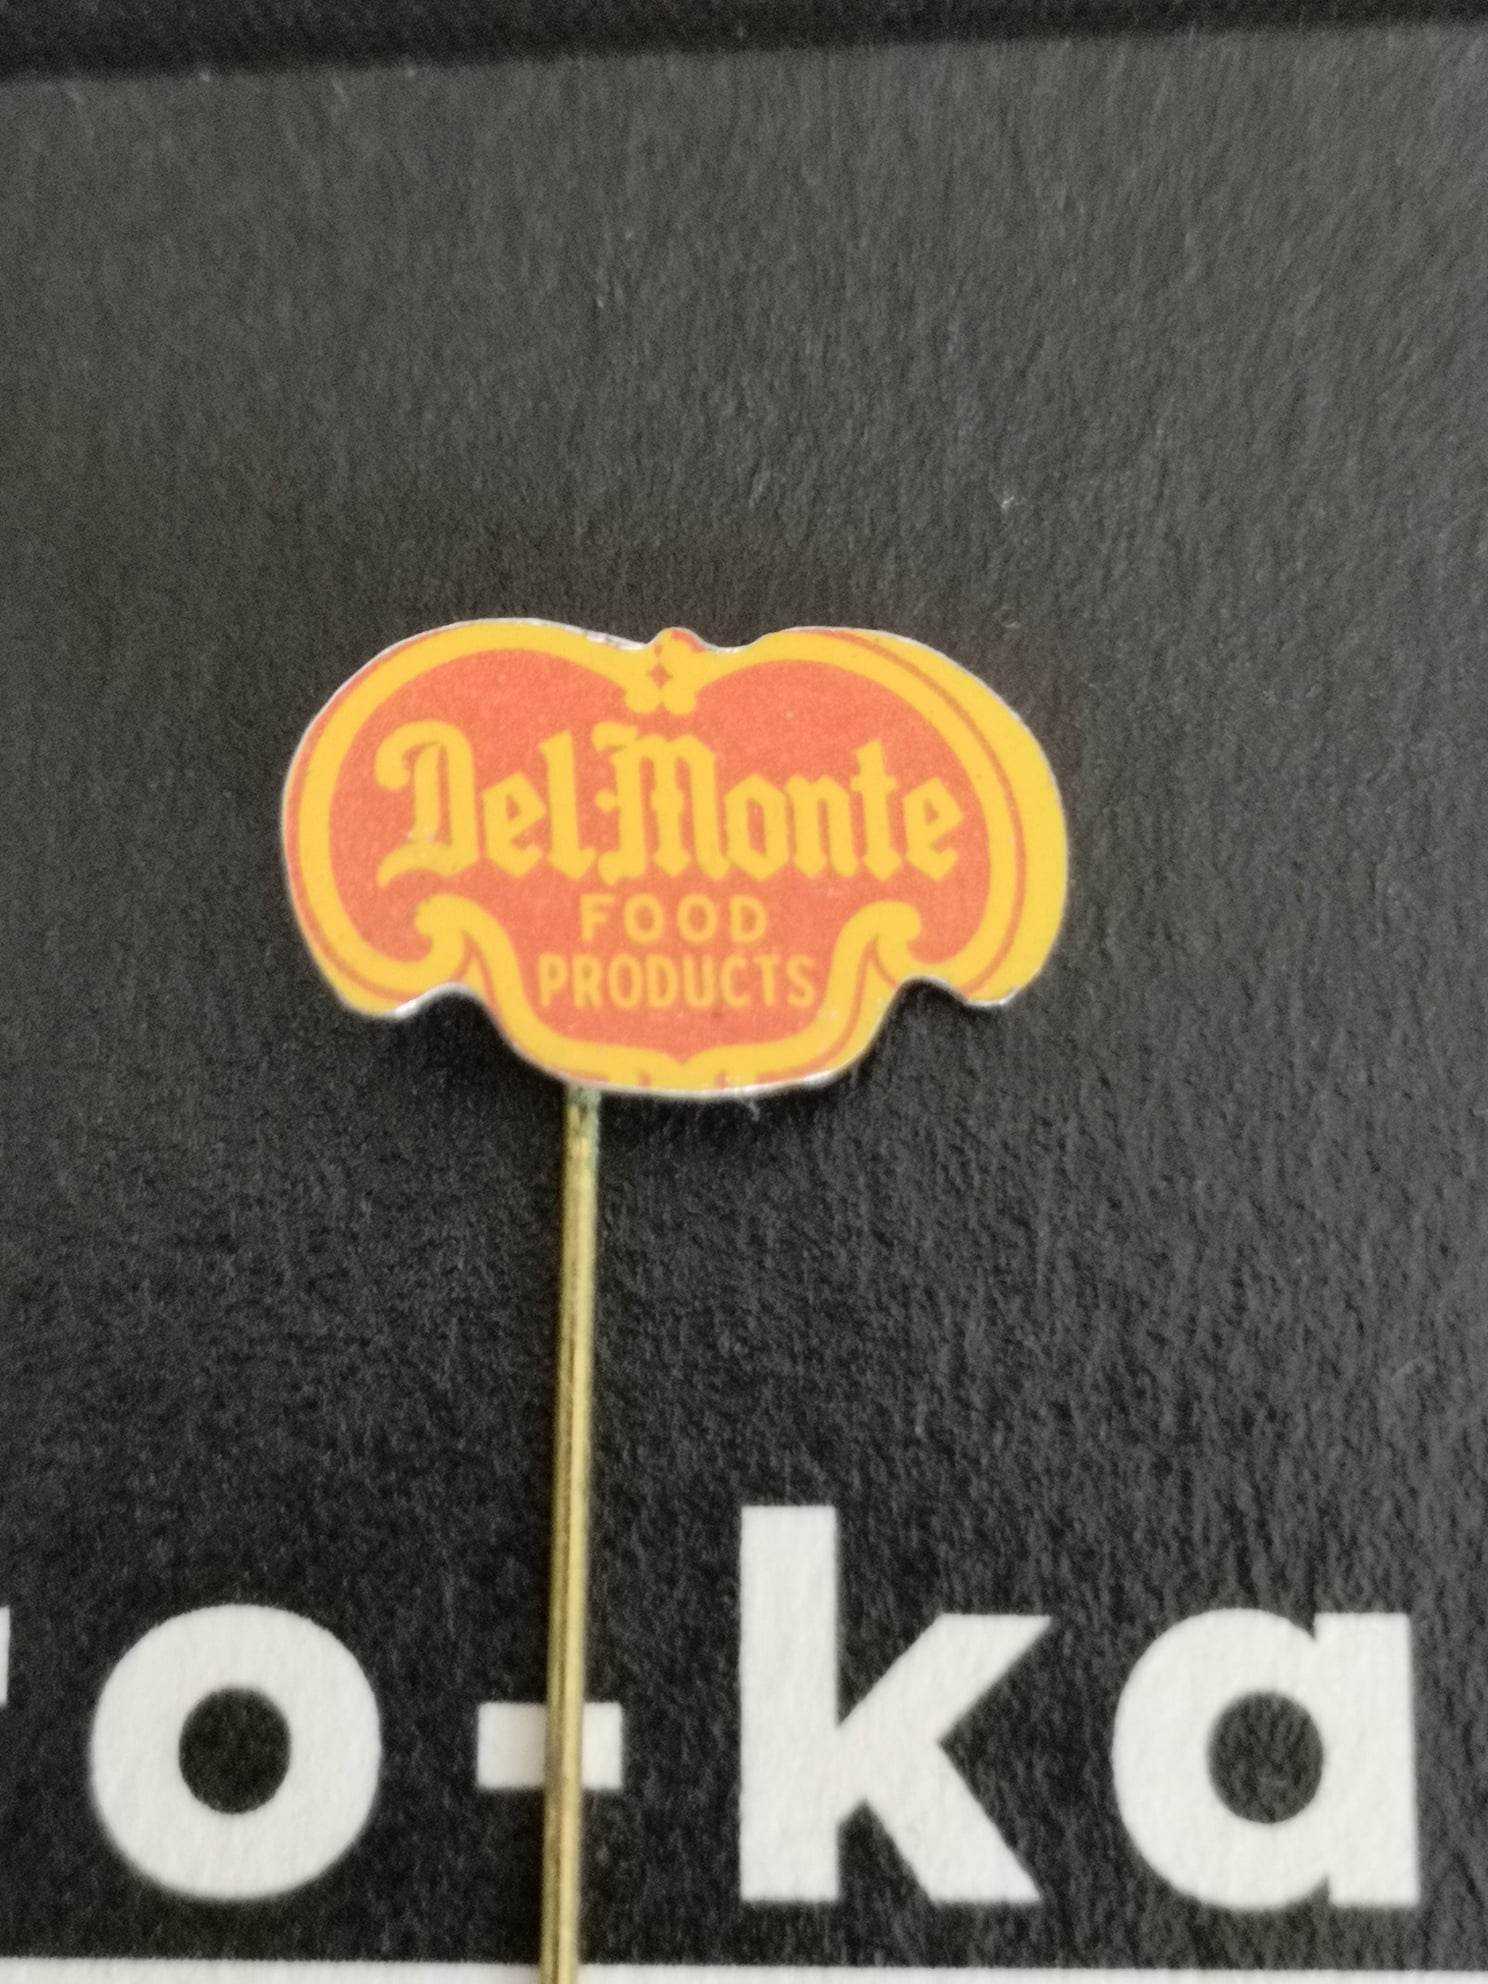 Del Monte
FOOD
PRODUCTS
o-ka